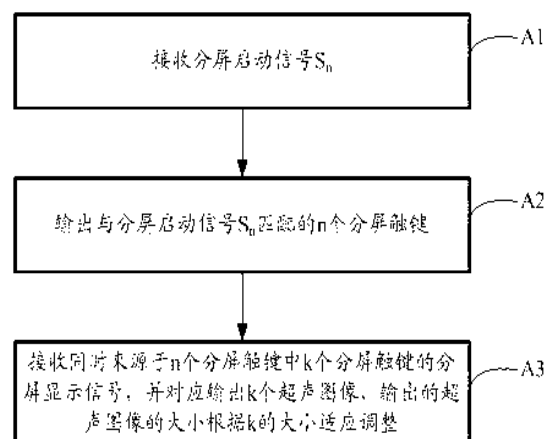 接收分屏启动信号Sn
A1
输出与分屏启动信号Sn匹配的n个分屏触键
A2
接收同时来源于n个分屏触键中k个分屏触键的分
屏显示信号，并对应输出k个超声图像，输出的超
声图像的大小根据k的大小适应调整
A3